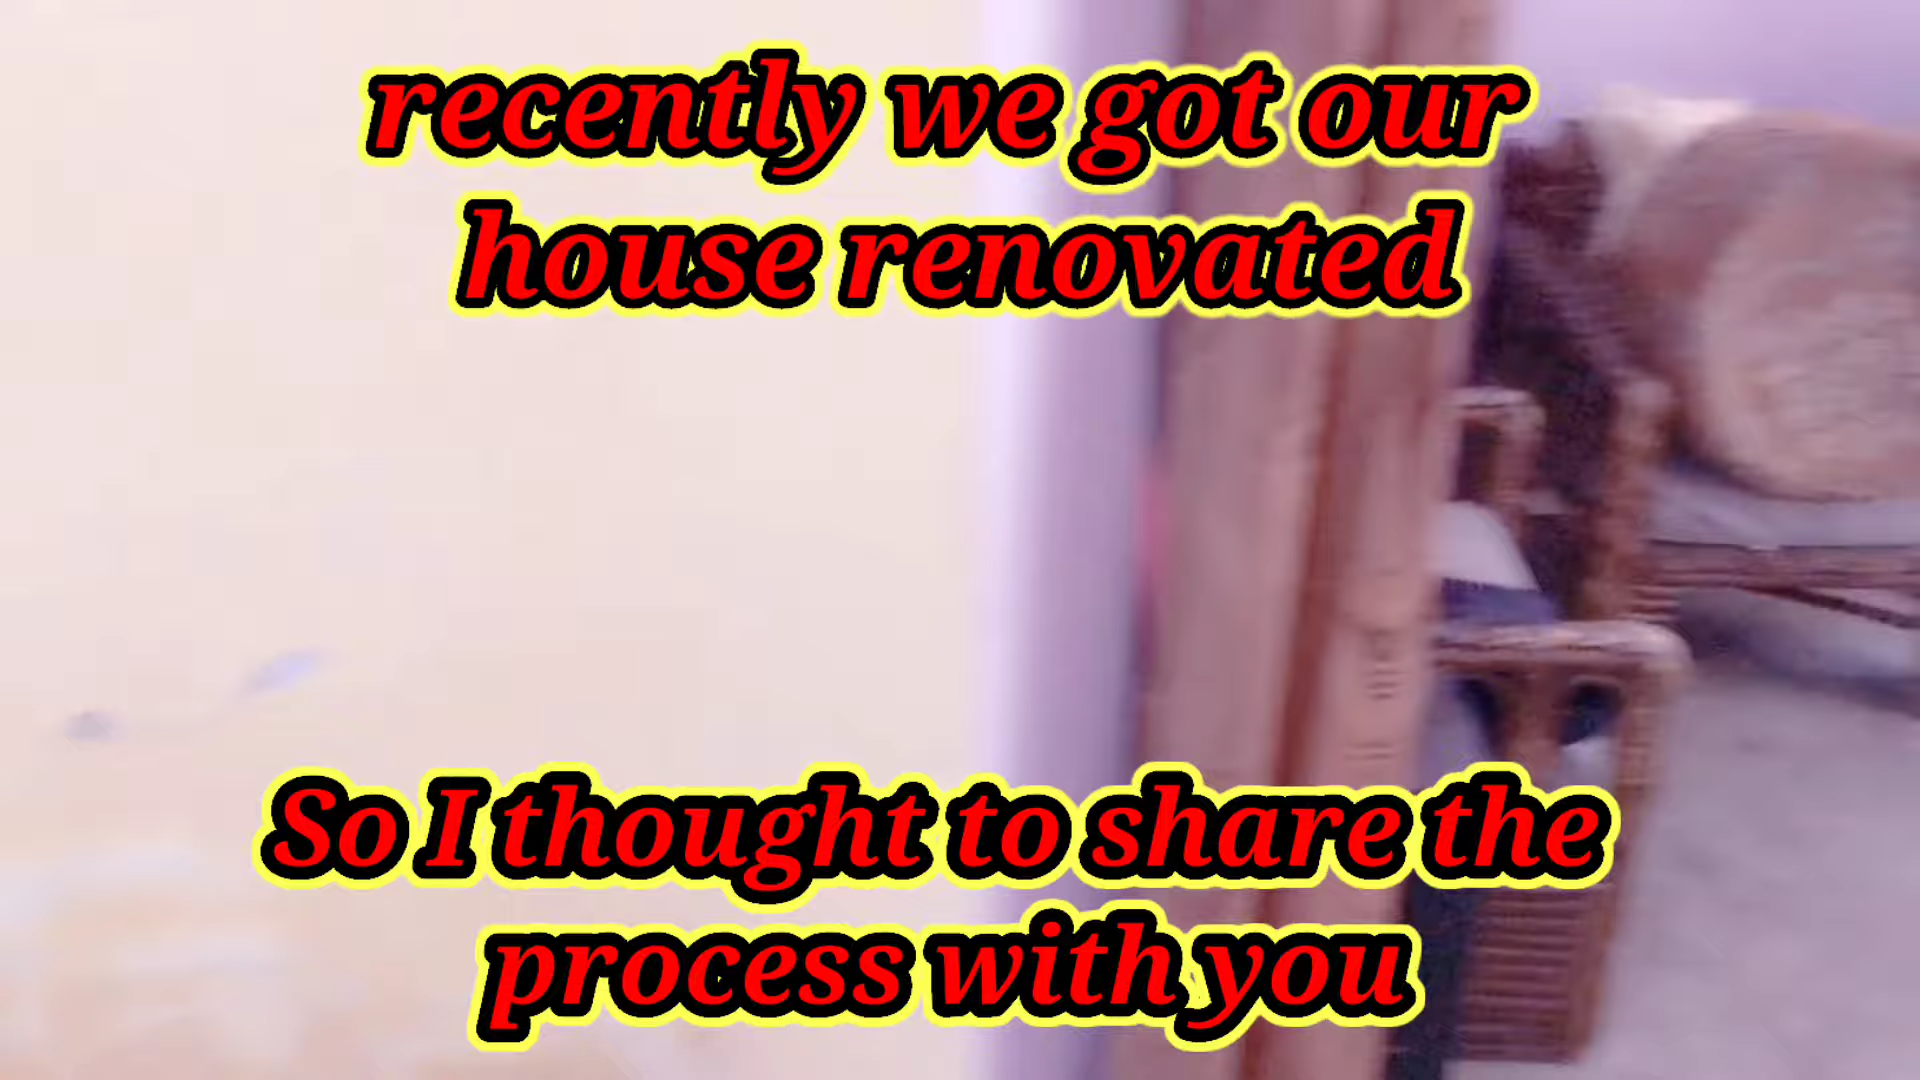 recently we got our
house renovated
So I thought to share the
process with you